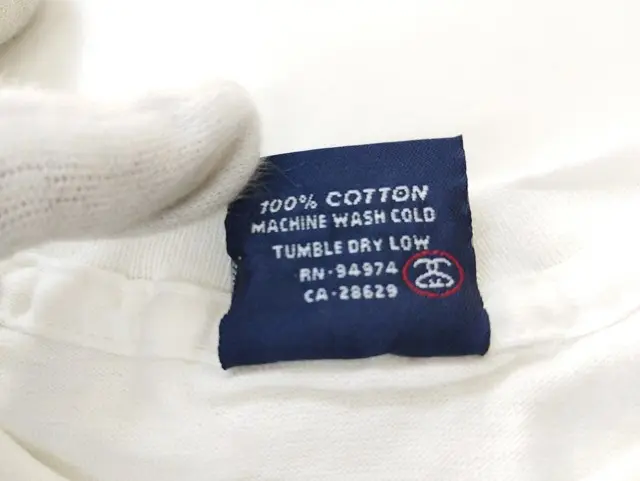 100% COTTON
MACHINE WASH COLD
TUMBLE DRY LOW
RN-94974
CA-28629